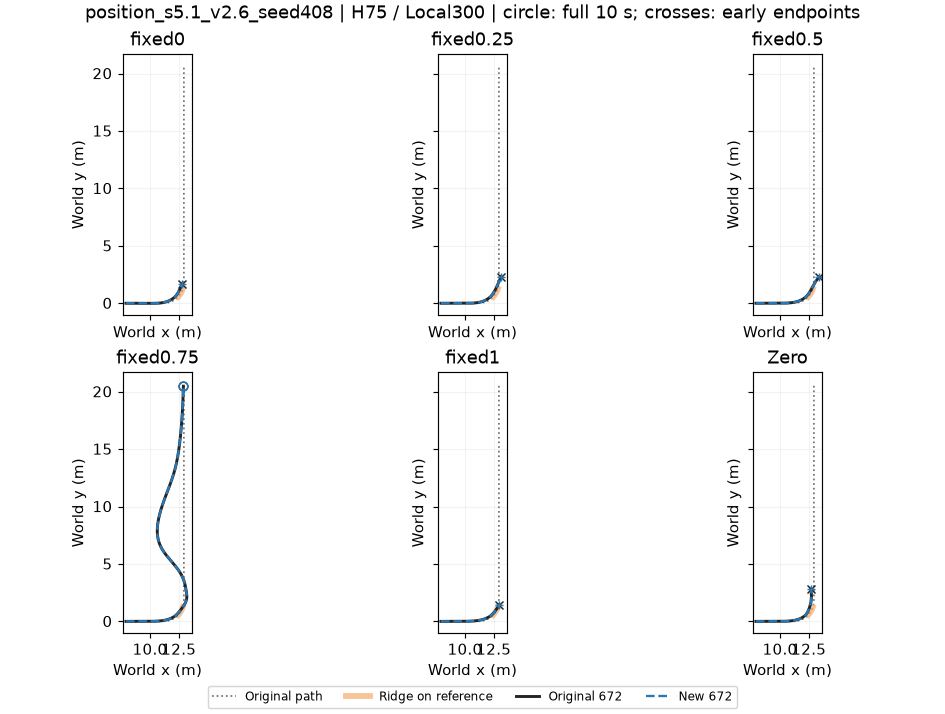 position_s5.1_v2.6_seed408 | H75 / Local300 | circle: full 10 s; crosses: early endpoints
fixed0
fixed0.25
fixed0.5
20
15
10
5
0
World y (m)
World y (m)
World y (m)
World x (m)
World x (m)
World x (m)
fixed0.75
fixed1
Zero
20
15
10
5
0
World y (m)
World y (m)
World y (m)
10.0 12.5
10.0 12.5
10.0 12.5
World x (m)
World x (m)
World x (m)
Original path
Ridge on reference
Original 672
New 672